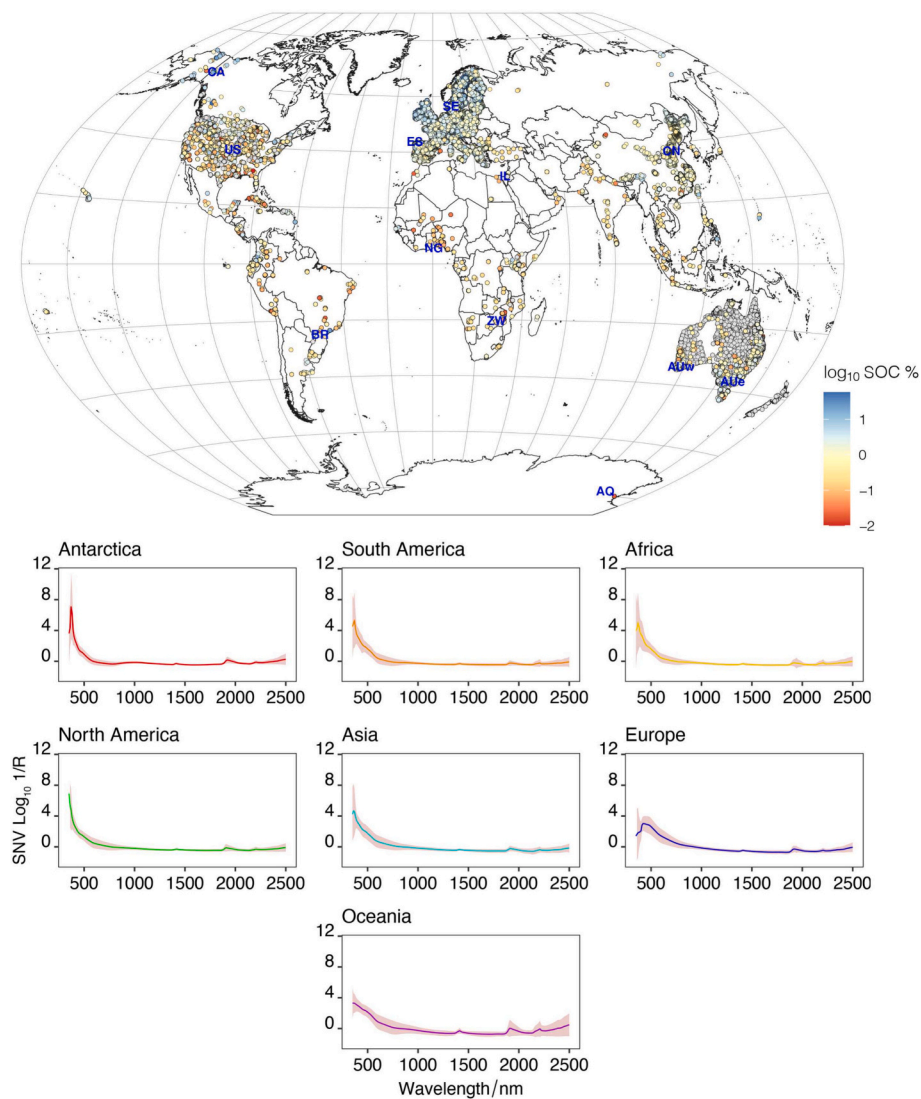 CA
SE
US
ES
CN
IL
NG
BR
ZW
AUw
AUe
AQ
log₁₀ SOC %
1
0
−1
−2
Antarctica
South America
Africa
12
8
4
0
500 1000 1500 2000 2500
12
8
4
0
500 1000 1500 2000 2500
12
8
4
0
500 1000 1500 2000 2500
North America
Asia
Europe
SNV Log₁₀ 1/R
12
8
4
0
500 1000 1500 2000 2500
12
8
4
0
500 1000 1500 2000 2500
12
8
4
0
500 1000 1500 2000 2500
Oceania
12
8
4
0
500 1000 1500 2000 2500
Wavelength/nm